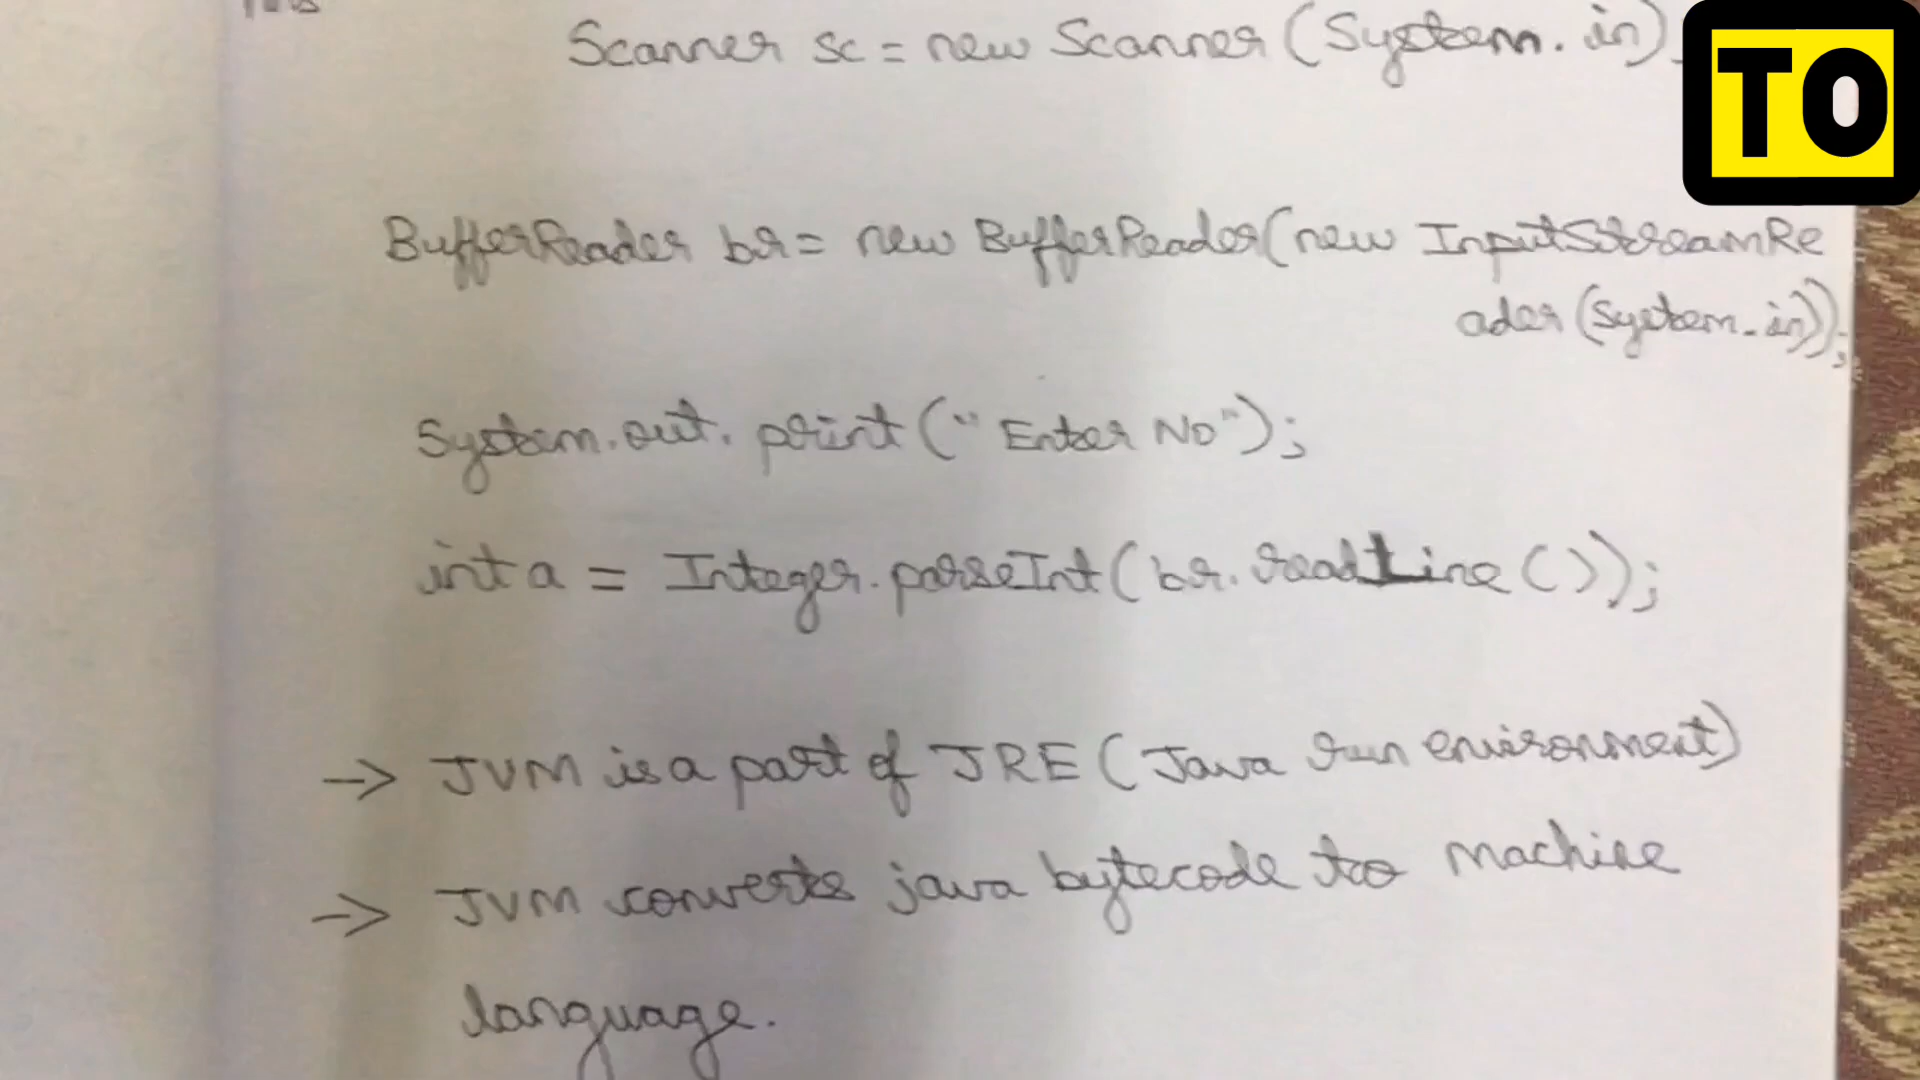 Scanner sc = new Scanner (System. in)
TO
BufferReader br = new BufferReader(new InputStreamRe
ader (System.in));
System.out. print (" Enter No");
int a = Integer.parseInt (br. readLine ());
-> JVM is a part of JRE (Java run environment)
-> JVM converts java bytecode to machine
language.